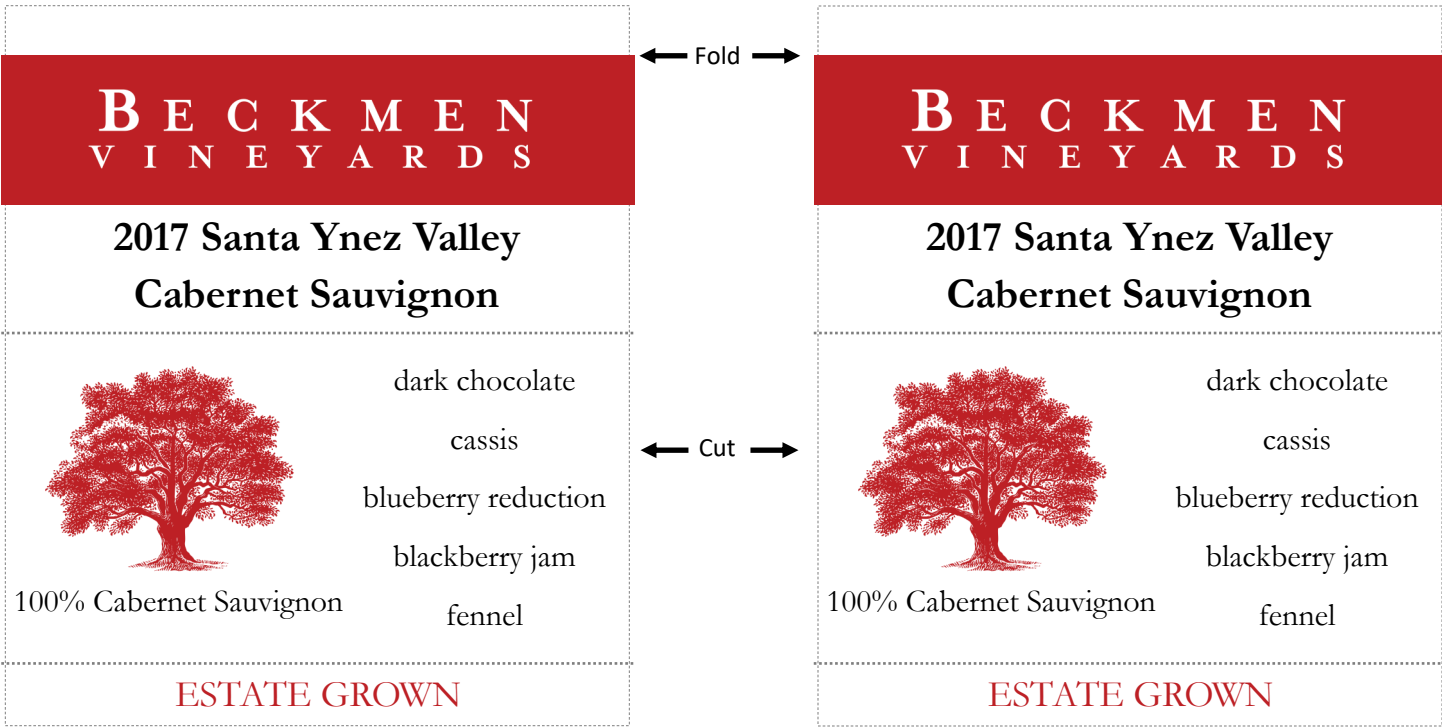 BECKMEN
VINEYARDS
2017 Santa Ynez Valley
Cabernet Sauvignon
dark chocolate
cassis
blueberry reduction
blackberry jam
100% Cabernet Sauvignon
fennel
ESTATE GROWN
Fold
Cut
BECKMEN
VINEYARDS
2017 Santa Ynez Valley
Cabernet Sauvignon
dark chocolate
cassis
blueberry reduction
blackberry jam
100% Cabernet Sauvignon
fennel
ESTATE GROWN